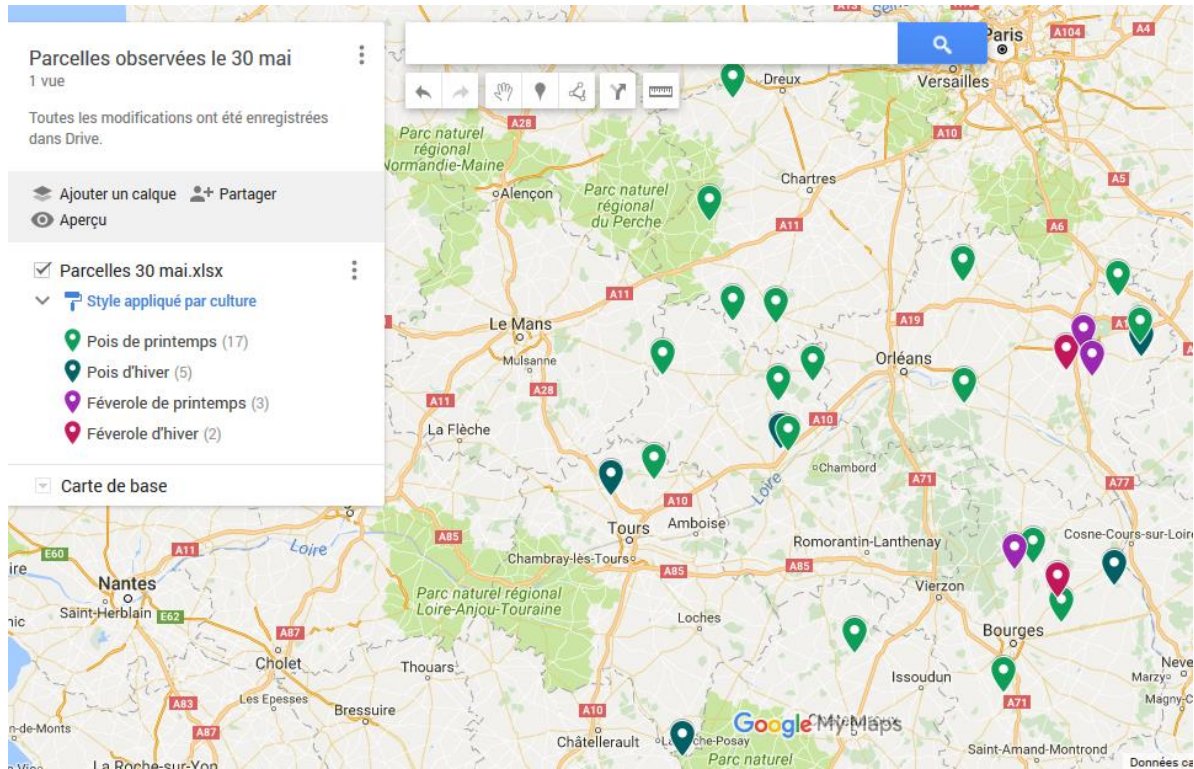 Parcelles observées le 30 mai
1 vue
Toutes les modifications ont été enregistrées
dans Drive.
Ajouter un calque
Partager
Aperçu
Parcelles 30 mai.xlsx
Style appliqué par culture
Pois de printemps (17)
Pois d'hiver (5)
Féverole de printemps (3)
Féverole d'hiver (2)
Carte de base
Paris
A104
A4
Dreux
Versailles
A28
A10
Parc naturel
régional
Normandie-Maine
Alençon
Parc naturel
régional
du Perche
Chartres
A5
A11
A6
A11
Le Mans
A19
Mulsanne
Orléans
A28
A11
La Flèche
A10
Chambord
A71
A77
Loire
A10
Tours
Amboise
Romorantin-Lanthenay
Cosne-Cours-sur-Loire
A85
Chambray-lès-Tours
A85
A85
Loire
E60
A11
Nantes
Saint-Herblain
E62
Parc naturel régional
Loire-Anjou-Touraine
Vierzon
A87
Loches
Bourges
Cholet
Thouars
Issoudun
Les Epesses
A83
Bressuire
A71
A10
A87
Châtellerault
Google My Maps
Parc naturel
Saint-Amand-Montrond
La Roche-sur-Yon